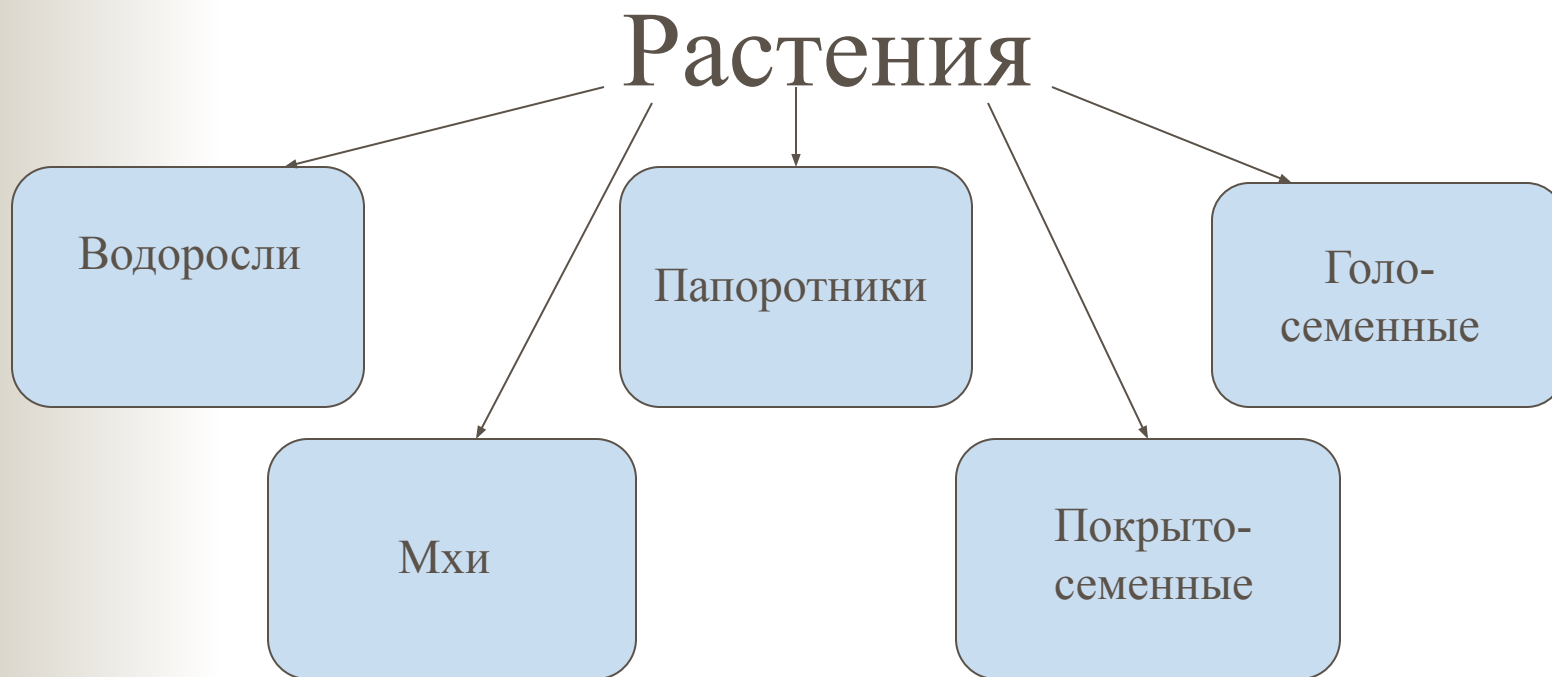 Растения
Водоросли
Папоротники
Голо-
семенные
Мхи
Покрыто-
семенные